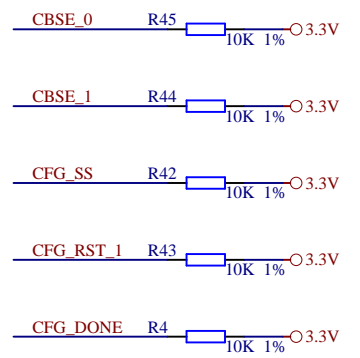 CBSE_0 R45 3.3V
10K 1%
CBSE_1 R44 3.3V
10K 1%
CFG_SS R42 3.3V
10K 1%
CFG_RST_1 R43 3.3V
10K 1%
CFG_DONE R4 3.3V
10K 1%